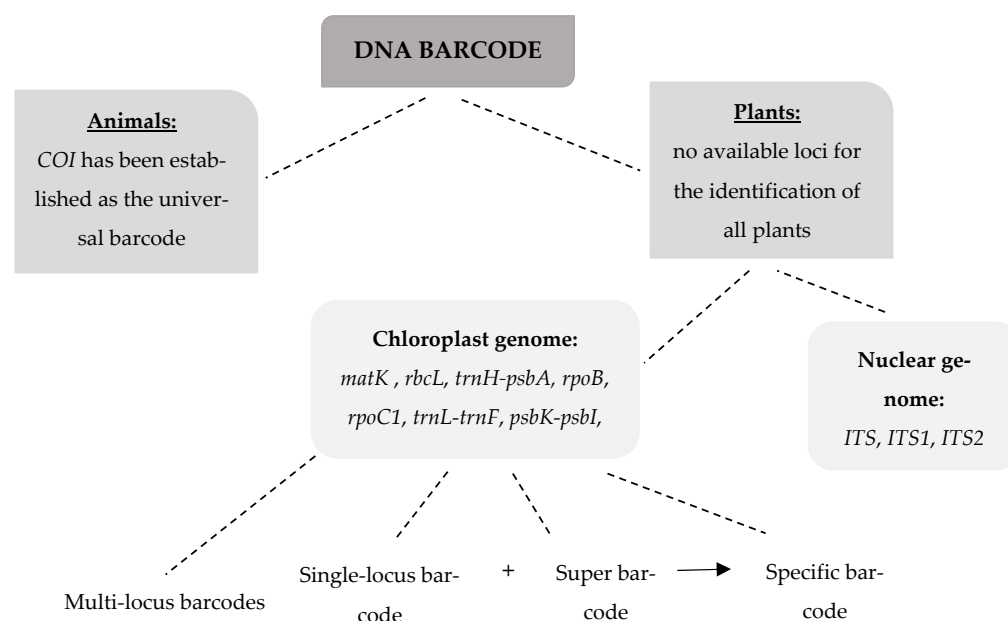 DNA BARCODE
Animals:
COI has been estab-
lished as the univer-
sal barcode
Plants:
no available loci for
the identification of
all plants
Chloroplast genome:
matK , rbcL, trnH-psbA, rpoB,
rpoC1, trnL-trnF, psbK-psbI,
Nuclear ge-
nome:
ITS, ITS1, ITS2
Multi-locus barcodes
Single-locus bar-
code
+
Super bar-
code
Specific bar-
code